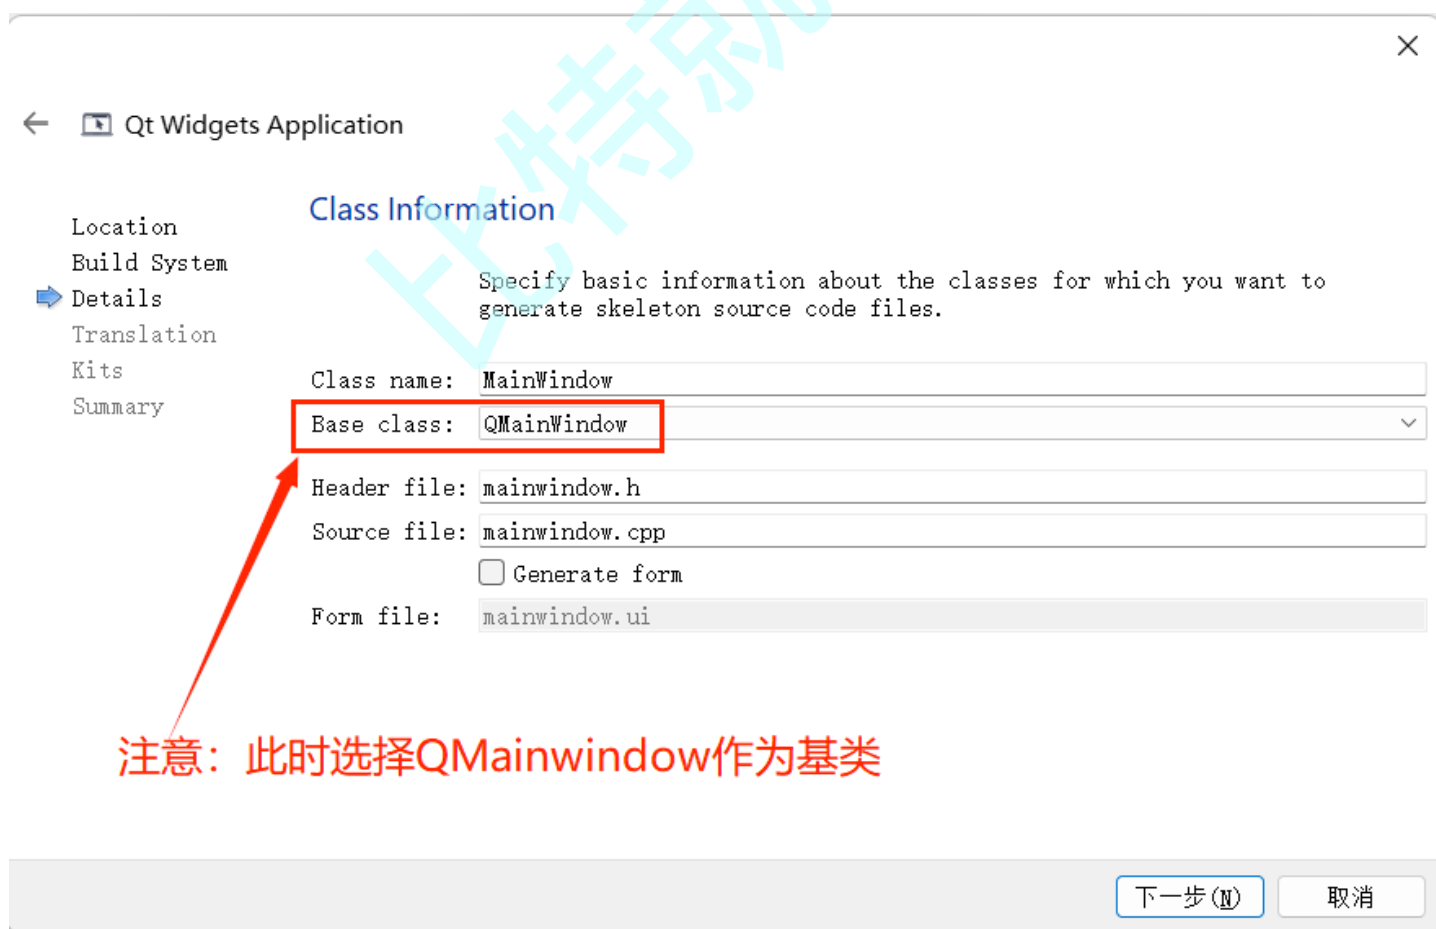 Qt Widgets Application
Location
Build System
Details
Translation
Kits
Summary
Class Information
Specify basic information about the classes for which you want to
generate skeleton source code files.
Class name: MainWindow
Base class: QMainWindow
Header file: mainwindow.h
Source file: mainwindow.cpp
Generate form
Form file: mainwindow.ui
注意：此时选择QMainwindow作为基类
下一步(N)
取消
比特就